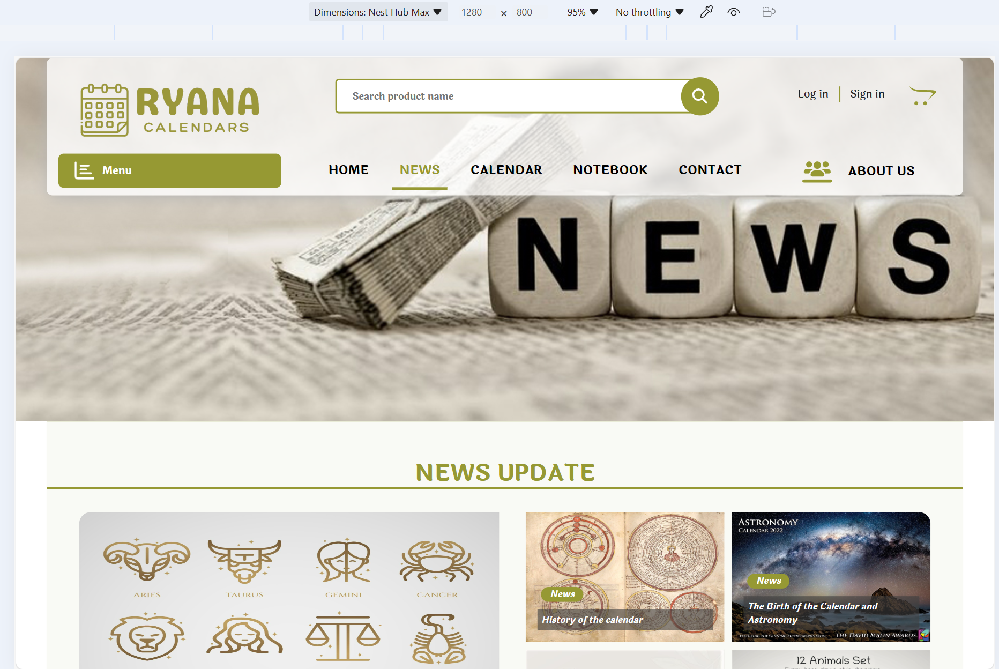 Dimensions: Nest Hub Max 1280 × 800 95% No throttling
RYANA
CALENDARS
Search product name
Log in | Sign in
Menu
HOME NEWS CALENDAR NOTEBOOK CONTACT ABOUT US
NEWS
NEWS UPDATE
ARIES TAURUS GEMINI CANCER
News
History of the calendar
ASTRONOMY
CALENDAR 2022
News
The Birth of the Calendar and
Astronomy
FEATURING THE WINNING PHOTOGRAPHS FROM THE DAVID MALIN AWARDS
12 Animals Set